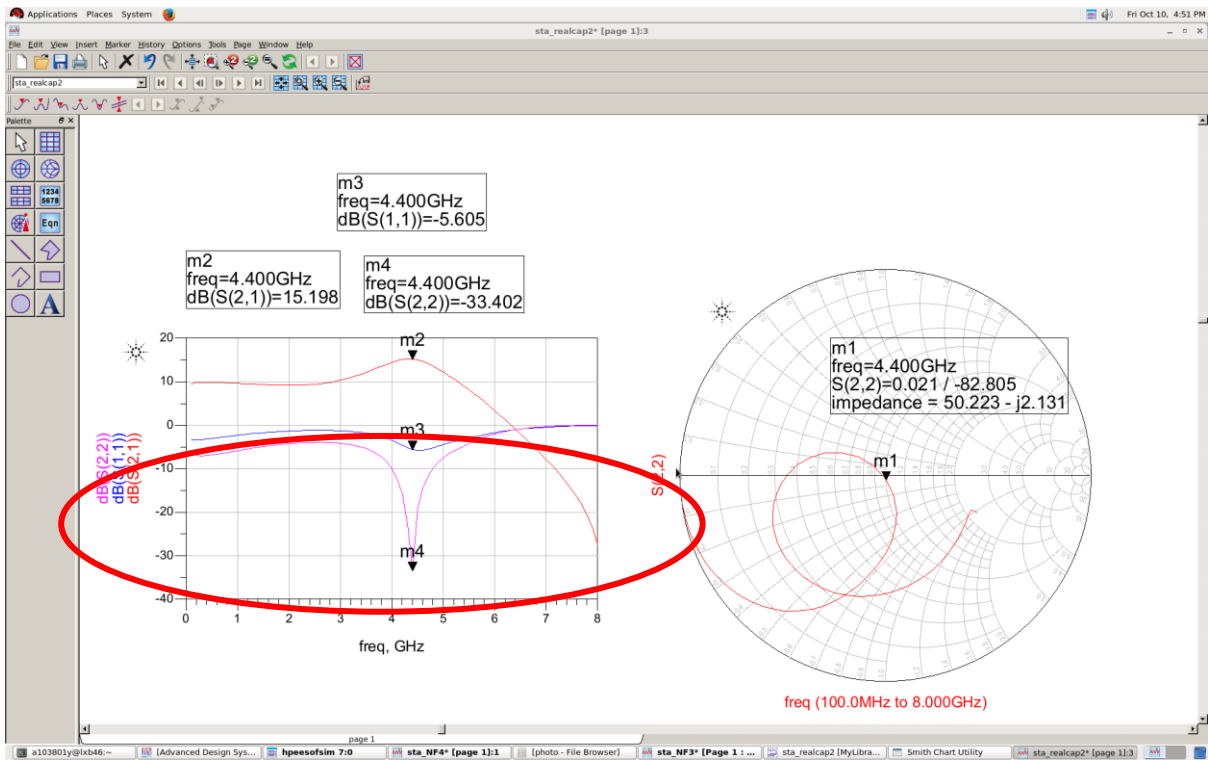 Applications Places System
Fri Oct 10, 4:51 PM
sta_realcap2* [page 1]:3
File Edit View Insert Marker History Options Tools Page Window Help
sta_realcap2
Palette
1234
5678
Eqn
A
m3
freq=4.400GHz
dB(S(1,1))=-5.605
m2
freq=4.400GHz
dB(S(2,1))=15.198
m4
freq=4.400GHz
dB(S(2,2))=-33.402
m2
m3
m4
20
10
0
-10
-20
-30
-40
0 1 2 3 4 5 6 7 8
freq, GHz
dB(S(2,2))
dB(S(1,1))
dB(S(2,1))
m1
freq=4.400GHz
S(2,2)=0.021 / -82.805
impedance = 50.223 - j2.131
m1
S(2,2)
freq (100.0MHz to 8.000GHz)
page 1
a103801y@lxb46:~
[Advanced Design Sys...
hpeesofsim 7:0
sta_NF4* [page 1]:1
[photo - File Browser]
sta_NF3* [Page 1 : ...
sta_realcap2 [MyLibra...
Smith Chart Utility
sta_realcap2* [page 1]:3